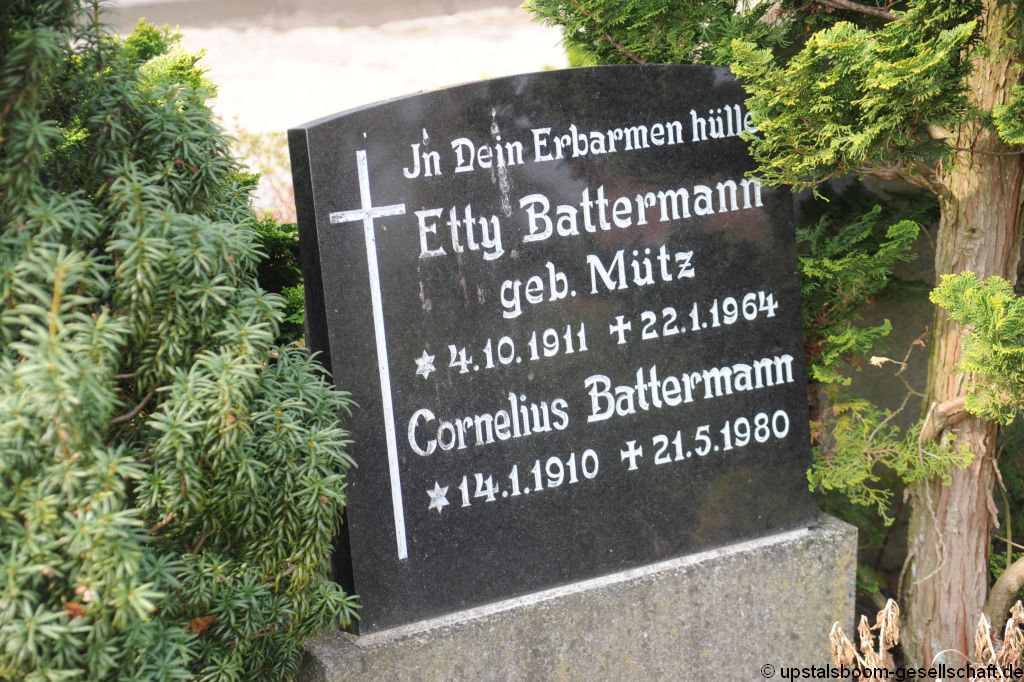 Jn Dein Erbarmen hülle
Etty Battermann
geb. Mütz
* 4.10.1911 † 22.1.1964
Cornelius Battermann
* 14.1.1910 † 21.5.1980
© upstalsboom-gesellschaft.de